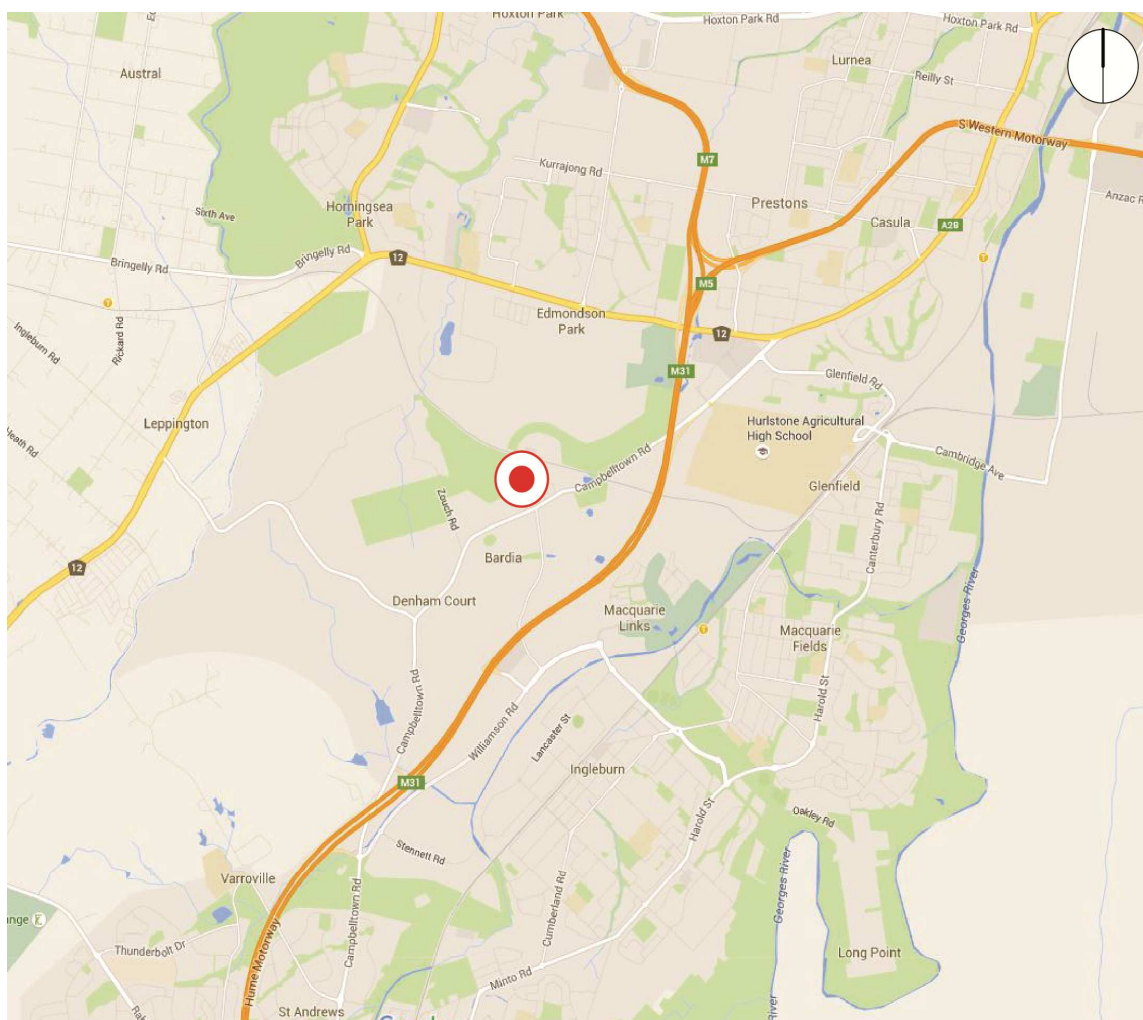 Hoxton Park
Hoxton Park Rd
Hoxton Park Rd
Austral
Lurnea
Reilly St
S Western Motorway
M7
Kurrajong Rd
Anzac R
Prestons
Sixth Ave
Horningsea
Park
Casula
A28
Bringelly Rd
12
Bringelly Rd
M5
Edmondson
Park
12
Ingleburn Rd
Rickard Rd
M31
Glenfield Rd
Leppington
Hurlstone Agricultural
High School
Heath Rd
Campbelltown Rd
Cambridge Ave
Glenfield
Zouch Rd
Canterbury Rd
Bardia
12
Denham Court
Georges River
Macquarie
Links
Macquarie
Fields
Campbelltown Rd
Harold St
Williamson Rd
Lancaster St
Ingleburn
M31
Harold St
Oakley Rd
Stennett Rd
Varroville
Georges River
Cumberland Rd
Campbelltown Rd
ange
Hume Motorway
Thunderbolt Dr
Long Point
Minto Rd
St Andrews
River